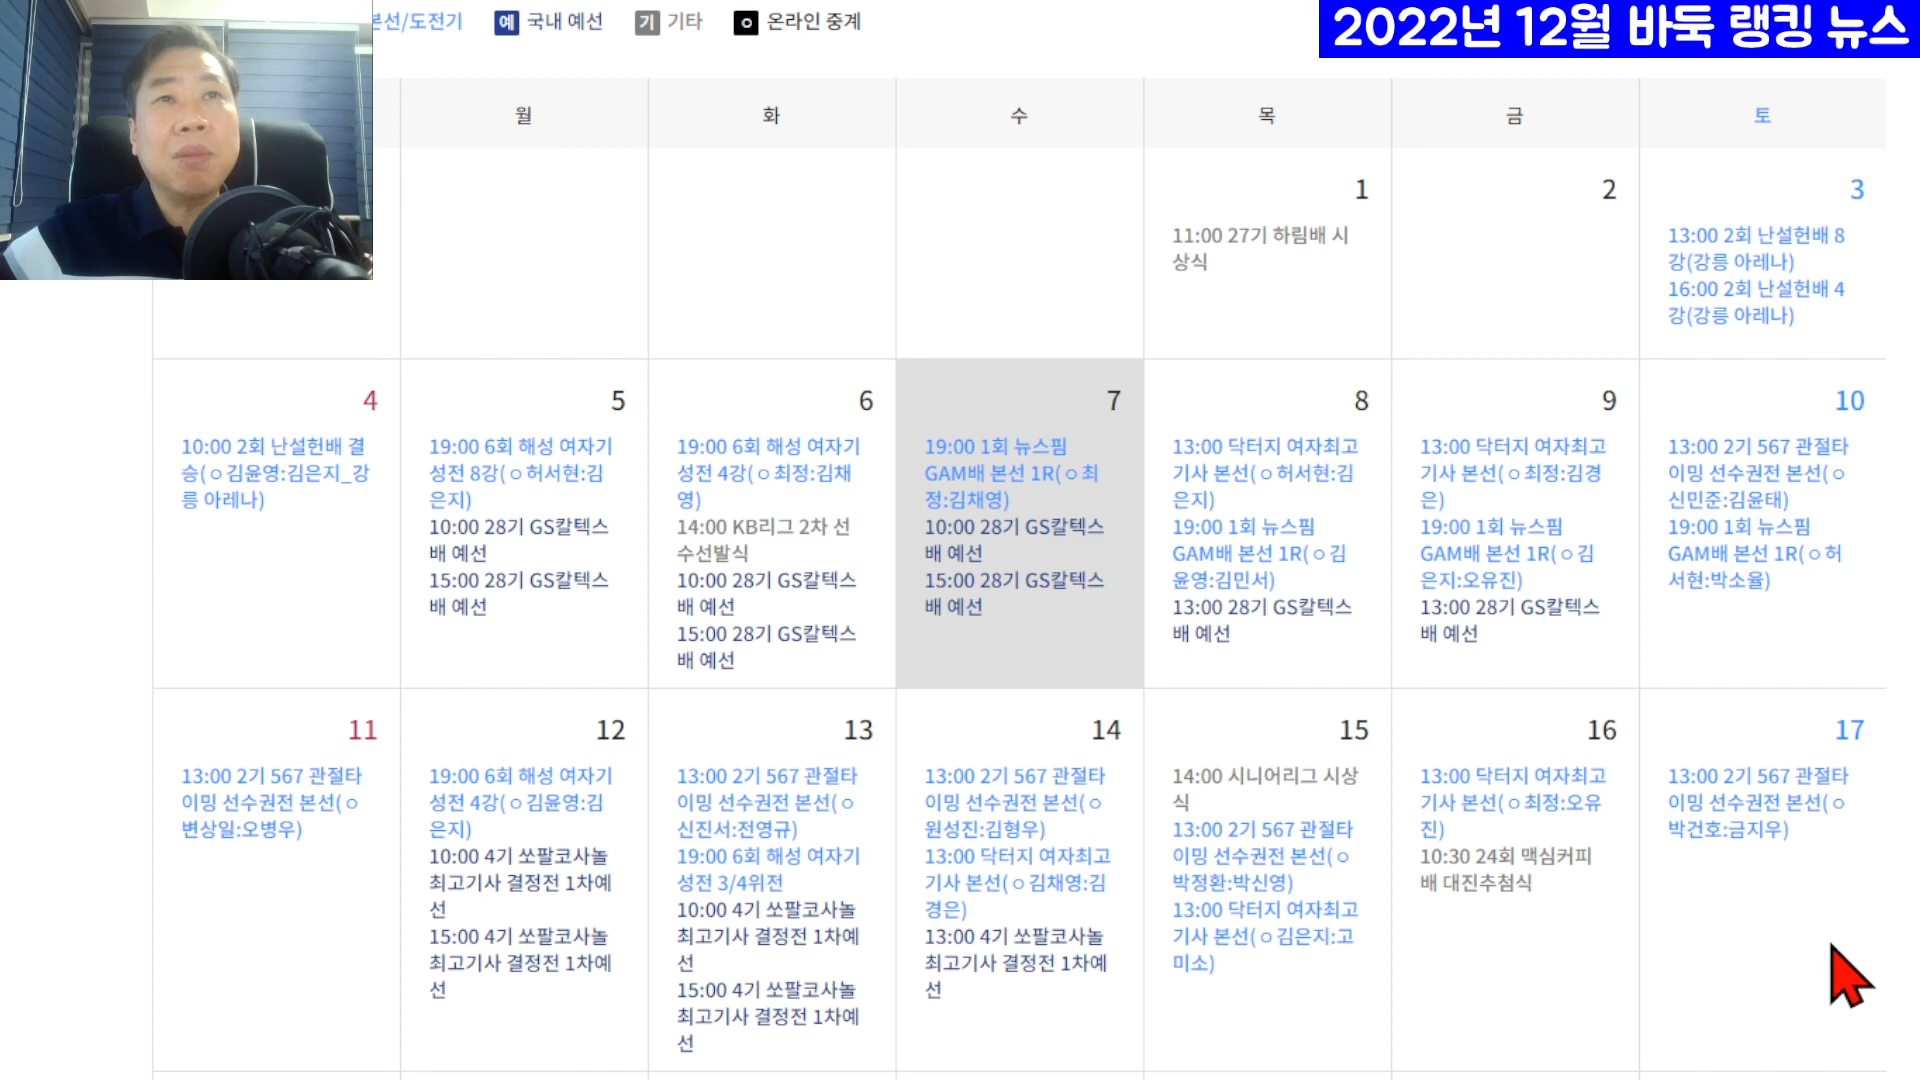 본선/도전기 예 국내 예선 기 기타 ㅇ 온라인 중계
2022년 12월 바둑 랭킹 뉴스
월 화 수 목 금 토
1
11:00 27기 하림배 시
상식
2
3
13:00 2회 난설헌배 8
강(강릉 아레나)
16:00 2회 난설헌배 4
강(강릉 아레나)
4
10:00 2회 난설헌배 결
승(ㅇ김윤영:김은지_강
릉 아레나)
5
19:00 6회 해성 여자기
성전 8강(ㅇ허서현:김
은지)
10:00 28기 GS칼텍스
배 예선
15:00 28기 GS칼텍스
배 예선
6
19:00 6회 해성 여자기
성전 4강(ㅇ최정:김채
영)
14:00 KB리그 2차 선
수선발식
10:00 28기 GS칼텍스
배 예선
15:00 28기 GS칼텍스
배 예선
7
19:00 1회 뉴스핌
GAM배 본선 1R(ㅇ최
정:김채영)
10:00 28기 GS칼텍스
배 예선
15:00 28기 GS칼텍스
배 예선
8
13:00 닥터지 여자최고
기사 본선(ㅇ허서현:김
은지)
19:00 1회 뉴스핌
GAM배 본선 1R(ㅇ김
윤영:김민서)
13:00 28기 GS칼텍스
배 예선
9
13:00 닥터지 여자최고
기사 본선(ㅇ최정:김경
은)
19:00 1회 뉴스핌
GAM배 본선 1R(ㅇ김
은지:오유진)
13:00 28기 GS칼텍스
배 예선
10
13:00 2기 567 관절타
이밍 선수권전 본선(ㅇ
신민준:김윤태)
19:00 1회 뉴스핌
GAM배 본선 1R(ㅇ허
서현:박소율)
11
13:00 2기 567 관절타
이밍 선수권전 본선(ㅇ
변상일:오병우)
12
19:00 6회 해성 여자기
성전 4강(ㅇ김윤영:김
은지)
10:00 4기 쏘팔코사놀
최고기사 결정전 1차예
선
15:00 4기 쏘팔코사놀
최고기사 결정전 1차예
선
13
13:00 2기 567 관절타
이밍 선수권전 본선(ㅇ
신진서:전영규)
19:00 6회 해성 여자기
성전 3/4위전
10:00 4기 쏘팔코사놀
최고기사 결정전 1차예
선
15:00 4기 쏘팔코사놀
최고기사 결정전 1차예
선
14
13:00 2기 567 관절타
이밍 선수권전 본선(ㅇ
원성진:김형우)
13:00 닥터지 여자최고
기사 본선(ㅇ김채영:김
경은)
13:00 4기 쏘팔코사놀
최고기사 결정전 1차예
선
15
14:00 시니어리그 시상
식
13:00 2기 567 관절타
이밍 선수권전 본선(ㅇ
박정환:박신영)
13:00 닥터지 여자최고
기사 본선(ㅇ김은지:고
미소)
16
13:00 닥터지 여자최고
기사 본선(ㅇ최정:오유
진)
10:30 24회 맥심커피
배 대진추첨식
17
13:00 2기 567 관절타
이밍 선수권전 본선(ㅇ
박건호:금지우)